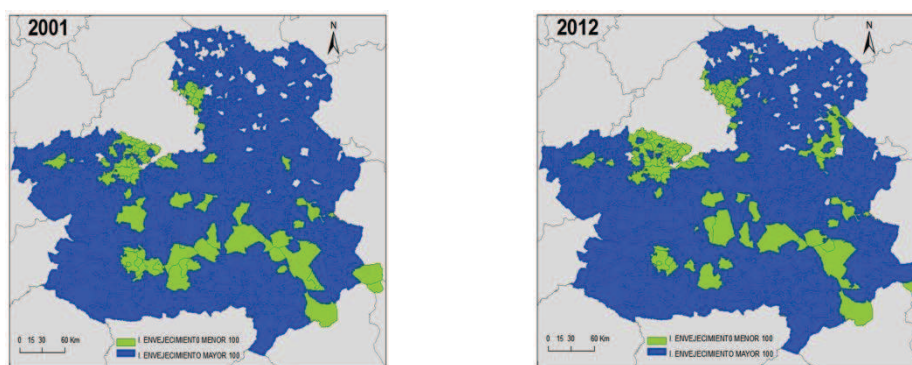 2001
N
0 15 30 60 Km
I. ENVEJECIMIENTO MENOR 100
I. ENVEJECIMIENTO MAYOR 100
2012
N
0 15 30 60 Km
I. ENVEJECIMIENTO MENOR 100
I. ENVEJECIMIENTO MAYOR 100